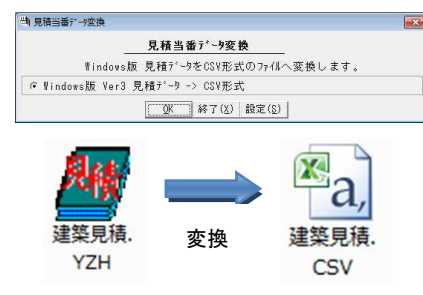 見積当番ﾃﾞｰﾀ変換
見積当番ﾃﾞｰﾀ変換
Windows版 見積ﾃﾞｰﾀをCSV形式のﾌｧｲﾙへ変換します。
Windows版 Ver3 見積ﾃﾞｰﾀ -> CSV形式
OK 終了(X) 設定(S)
見積
a,
建築見積.
YZH
変換
建築見積.
CSV